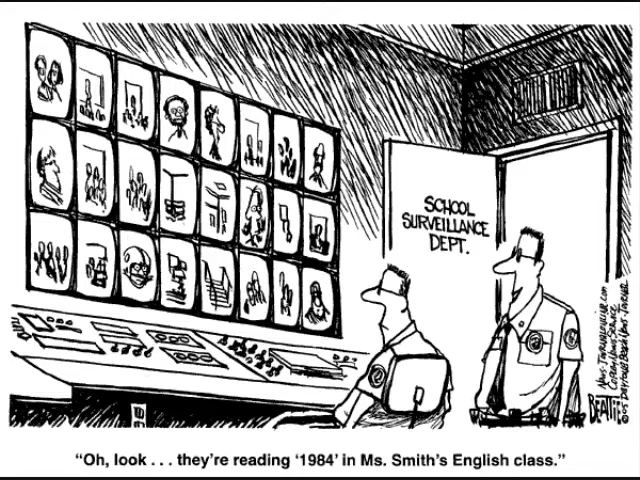 SCHOOL
SURVEILLANCE
DEPT.
BEATTIE
"Oh, look . . . they're reading '1984' in Ms. Smith's English class."